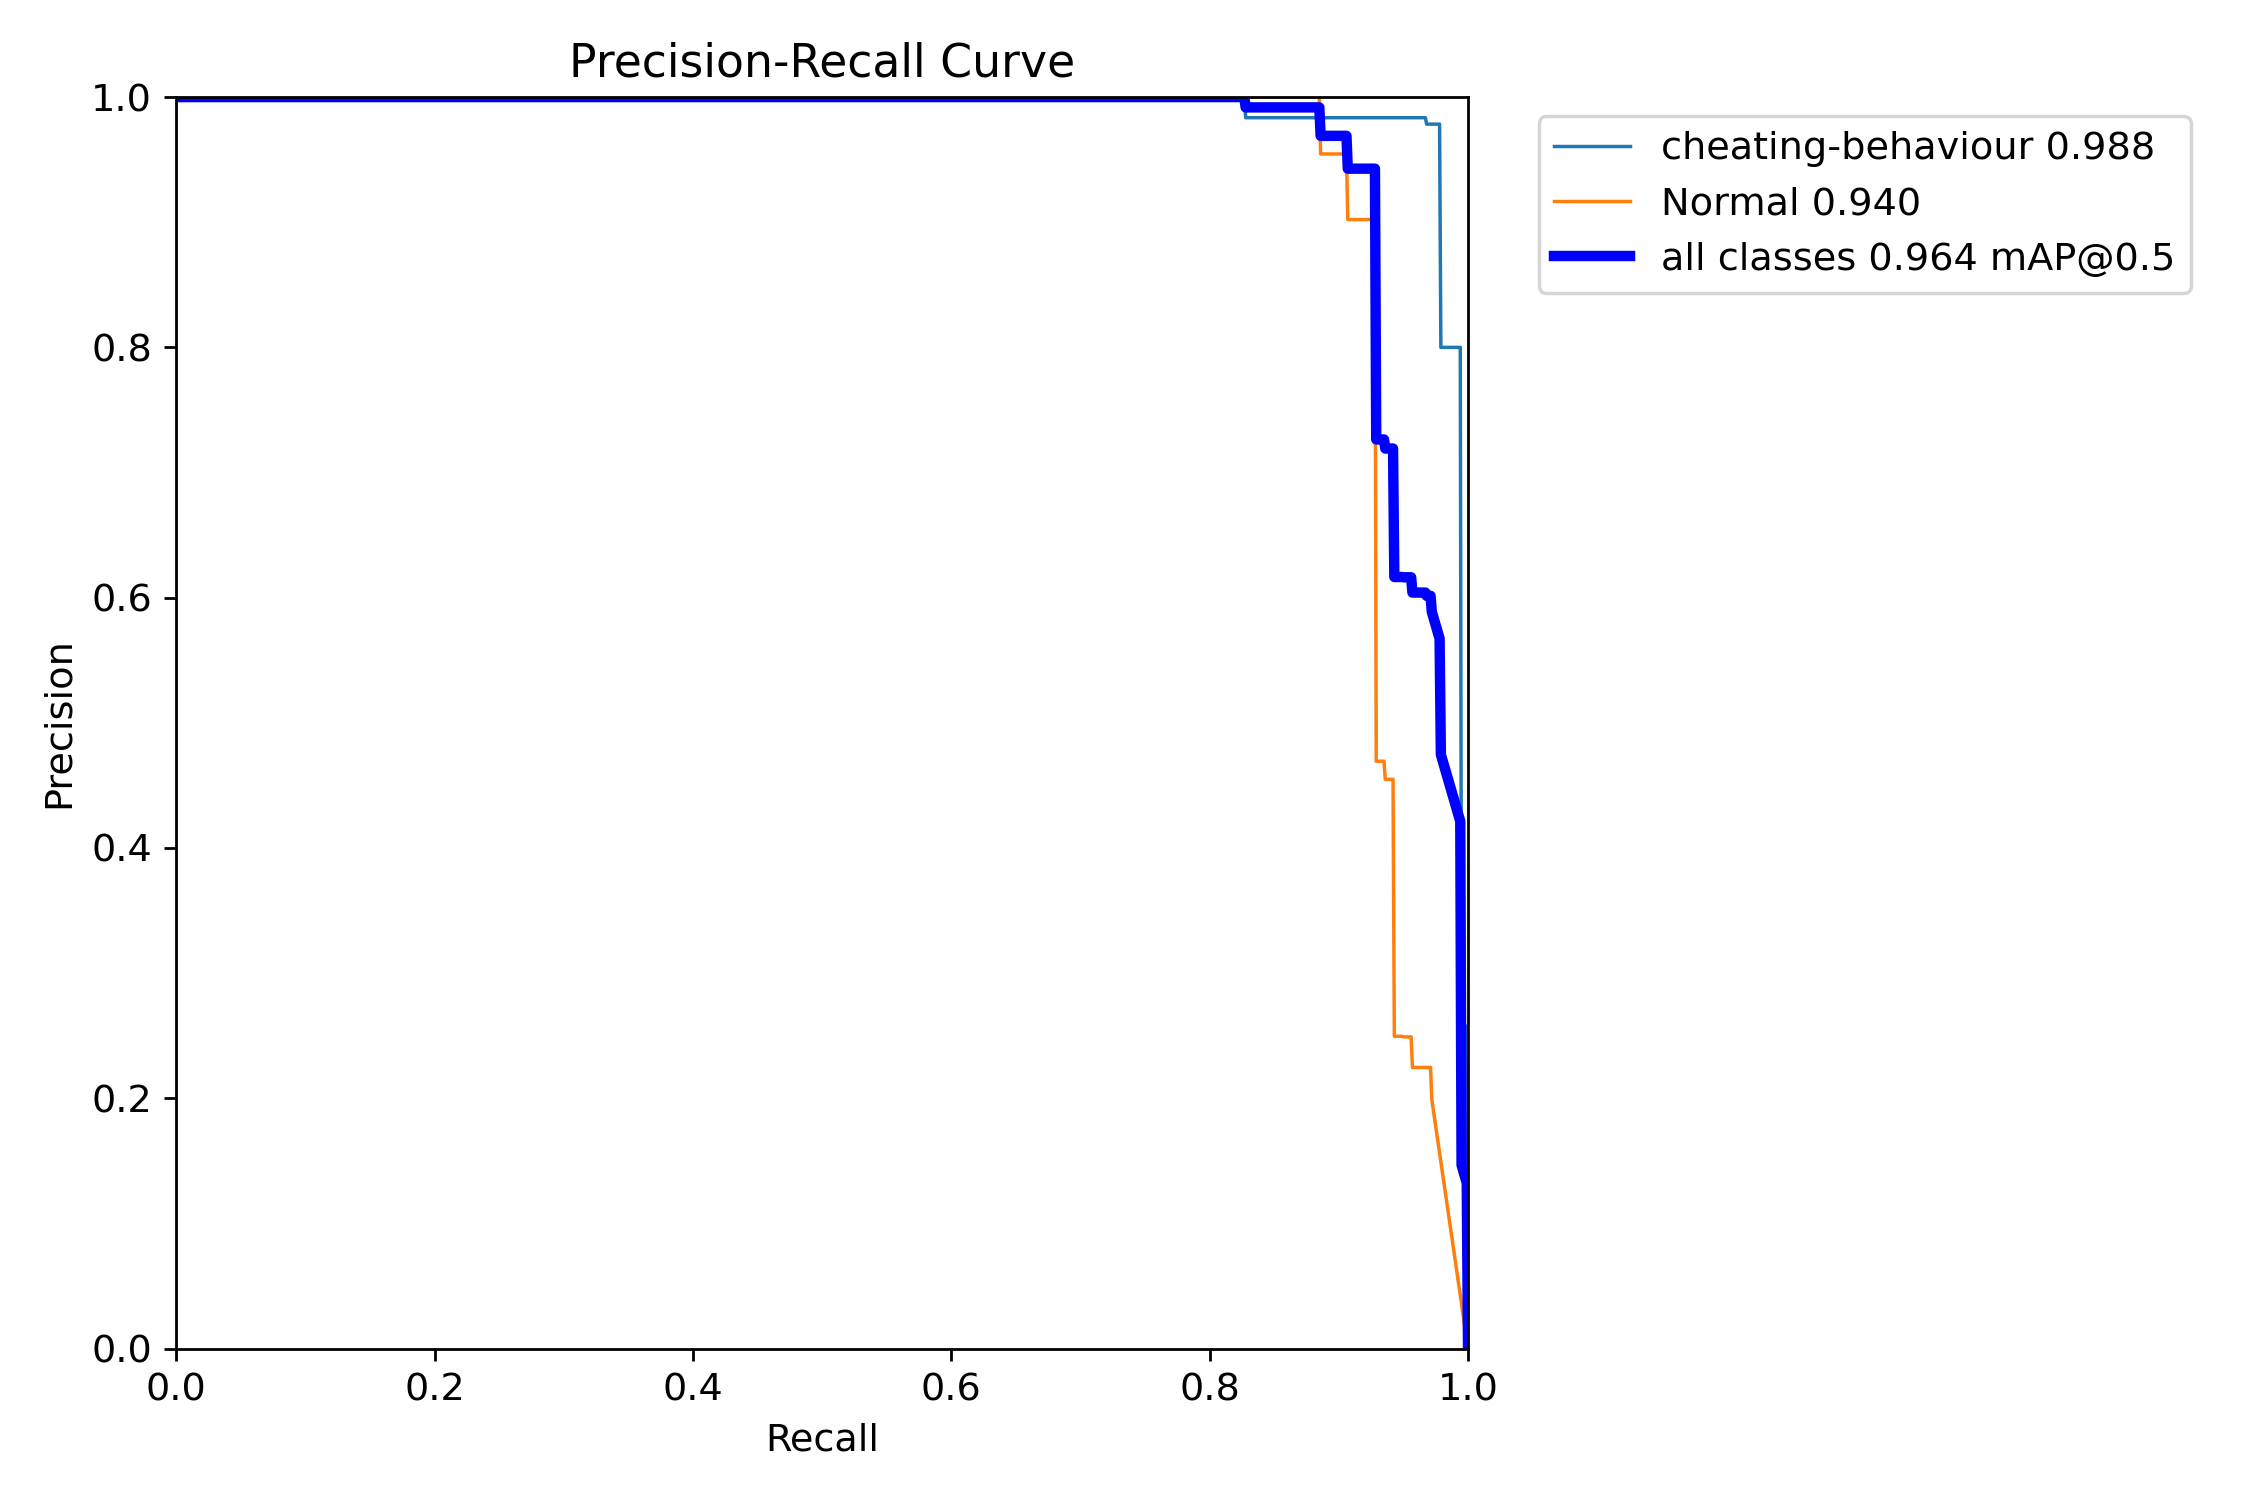 Precision-Recall Curve
1.0
0.8
0.6
0.4
0.2
0.0
Precision
0.0 0.2 0.4 0.6 0.8 1.0
Recall
cheating-behaviour 0.988
Normal 0.940
all classes 0.964 mAP@0.5